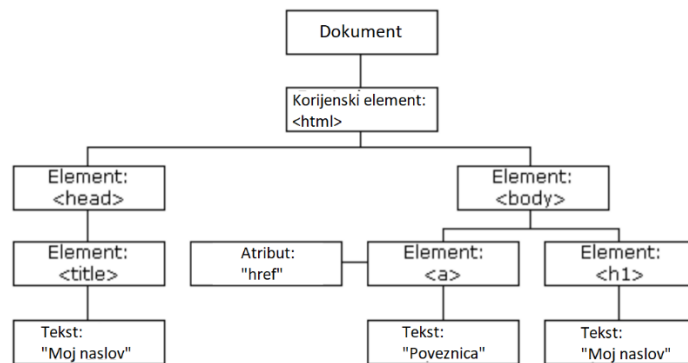 Dokument
Korijenski element:
<html>
Element:
<head>
Element:
<body>
Element:
<title>
Atribut:
"href"
Element:
<a>
Element:
<h1>
Tekst:
"Moj naslov"
Tekst:
"Poveznica"
Tekst:
"Moj naslov"